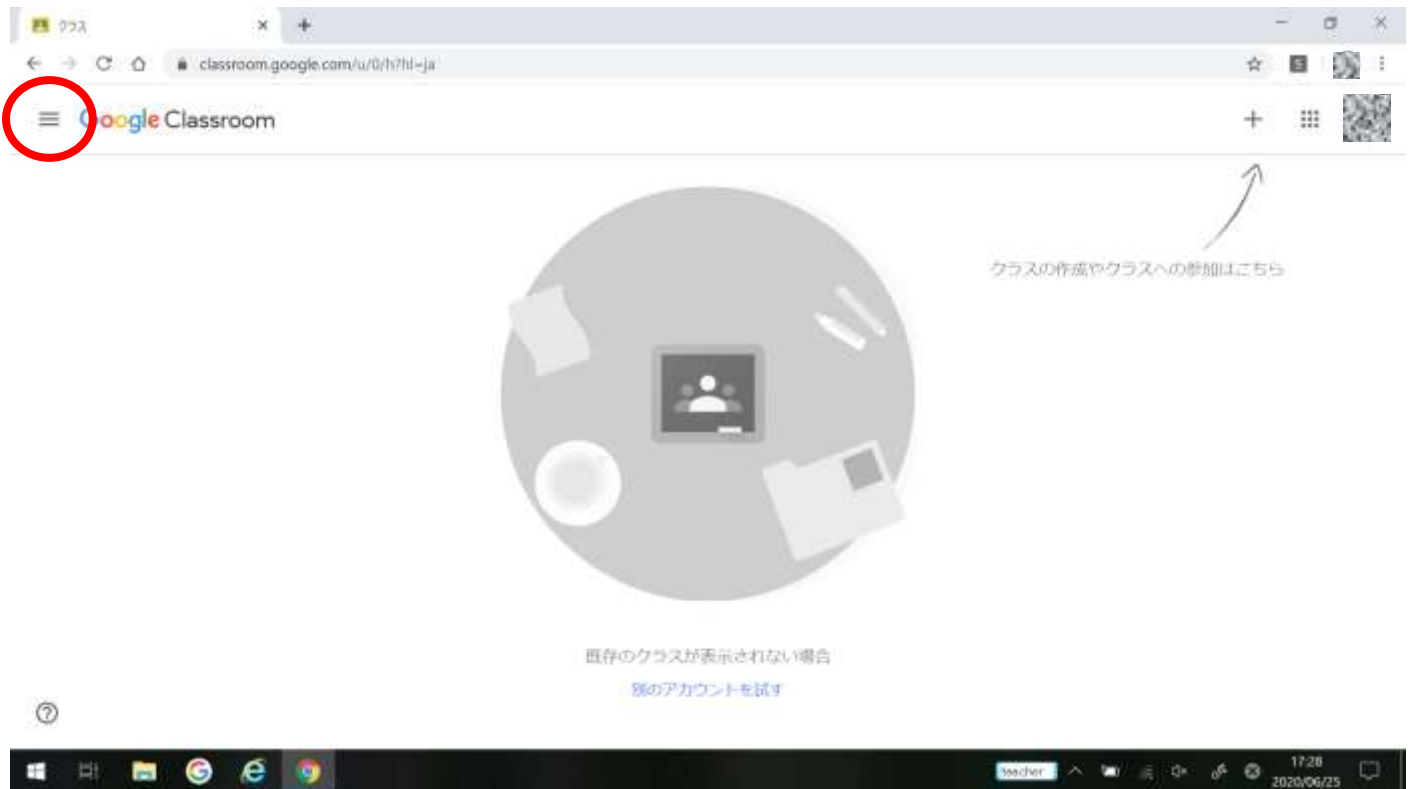 クラス
classroom.google.com/u/0/h?hl=ja
Google Classroom
クラスの作成やクラスへの参加はこちら
既存のクラスが表示されない場合
別のアカウントを試す
teacher
17:28
2020/06/25